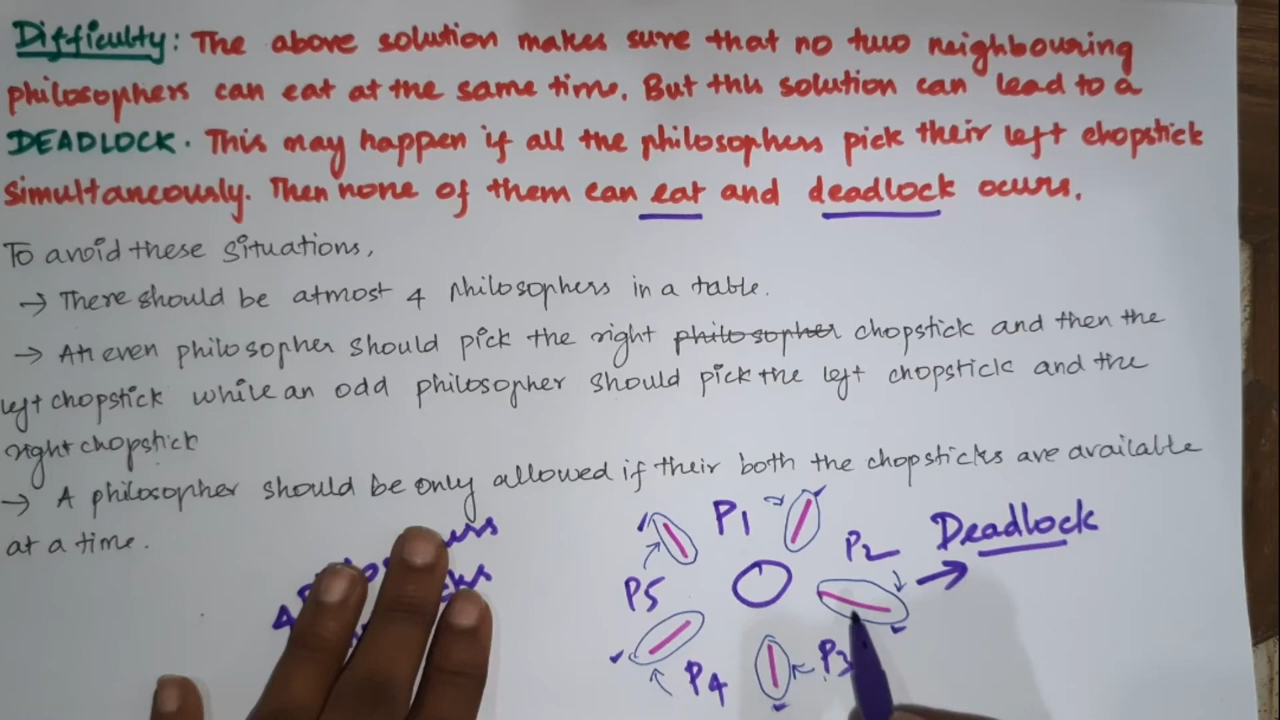 Difficulty: The above solution makes sure that no two neighbouring
philosophers can eat at the same time. But this solution can lead to a
DEADLOCK. This may happen if all the philosophers pick their left chopstick
simultaneously. Then none of them can eat and deadlock ocurs.
To avoid these situations,
→ There should be atmost 4 philosophers in a table.
→ An even philosopher should pick the right philosopher chopstick and then the
left chopstick while an odd philosopher should pick the left chopstick and the
right chopstick
→ A philosopher should be only allowed if their both the chopsticks are available
at a time.
P1
P2
Deadlock
P5
P4
P3
4